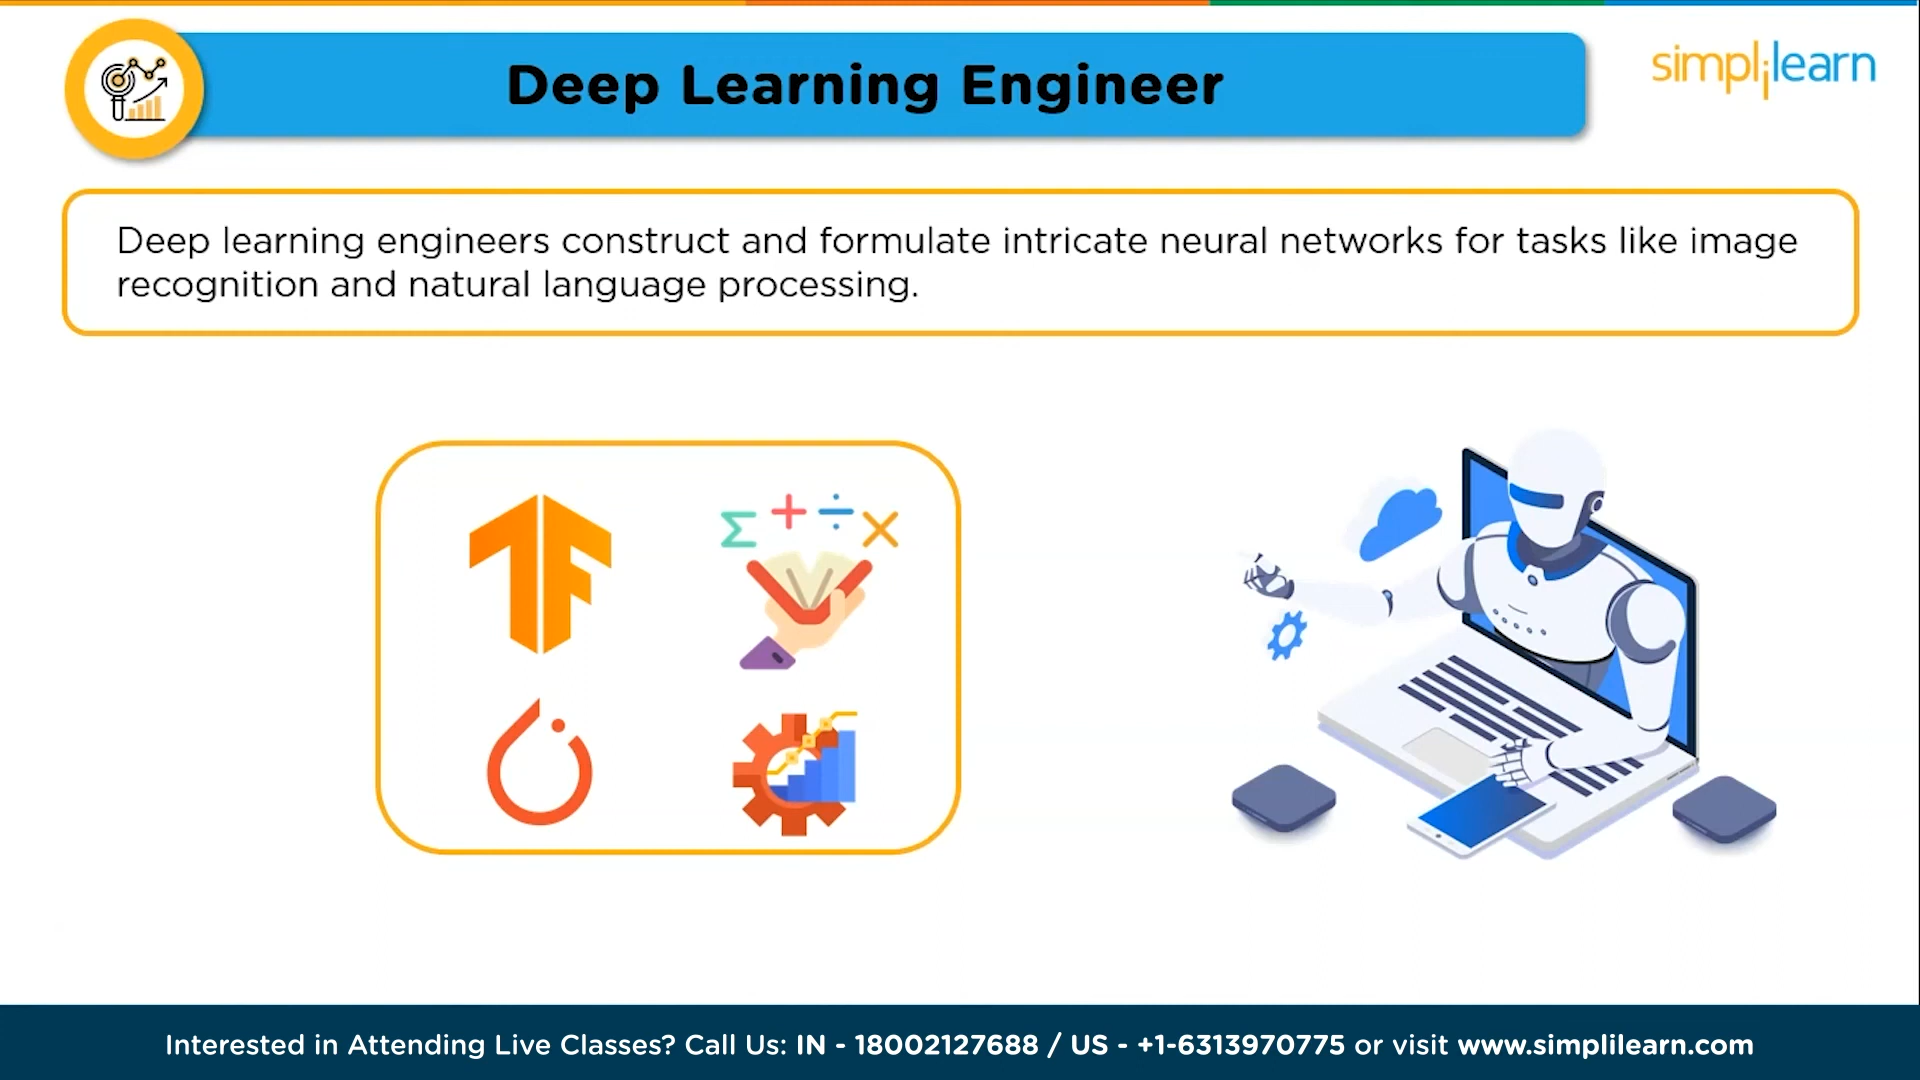 Deep Learning Engineer
simplilearn
Deep learning engineers construct and formulate intricate neural networks for tasks like image
recognition and natural language processing.
Σ + ÷ ×
Interested in Attending Live Classes? Call Us: IN - 18002127688 / US - +1-6313970775 or visit www.simplilearn.com